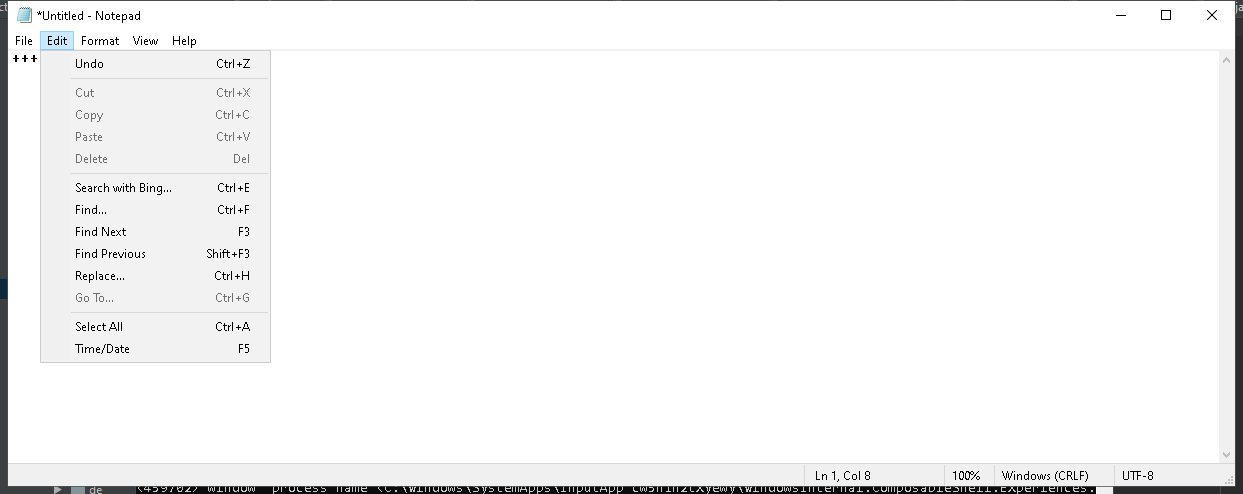 *Untitled - Notepad
File Edit Format View Help
+++
Undo Ctrl+Z
Cut Ctrl+X
Copy Ctrl+C
Paste Ctrl+V
Delete Del
Search with Bing... Ctrl+E
Find... Ctrl+F
Find Next F3
Find Previous Shift+F3
Replace... Ctrl+H
Go To... Ctrl+G
Select All Ctrl+A
Time/Date F5
Ln 1, Col 8 100% Windows (CRLF) UTF-8
de (459702) window process name (C:\Windows\SystemApps\InputApp_cw5n1h2txyewy\WindowsInternal.ComposableShell.Experiences.